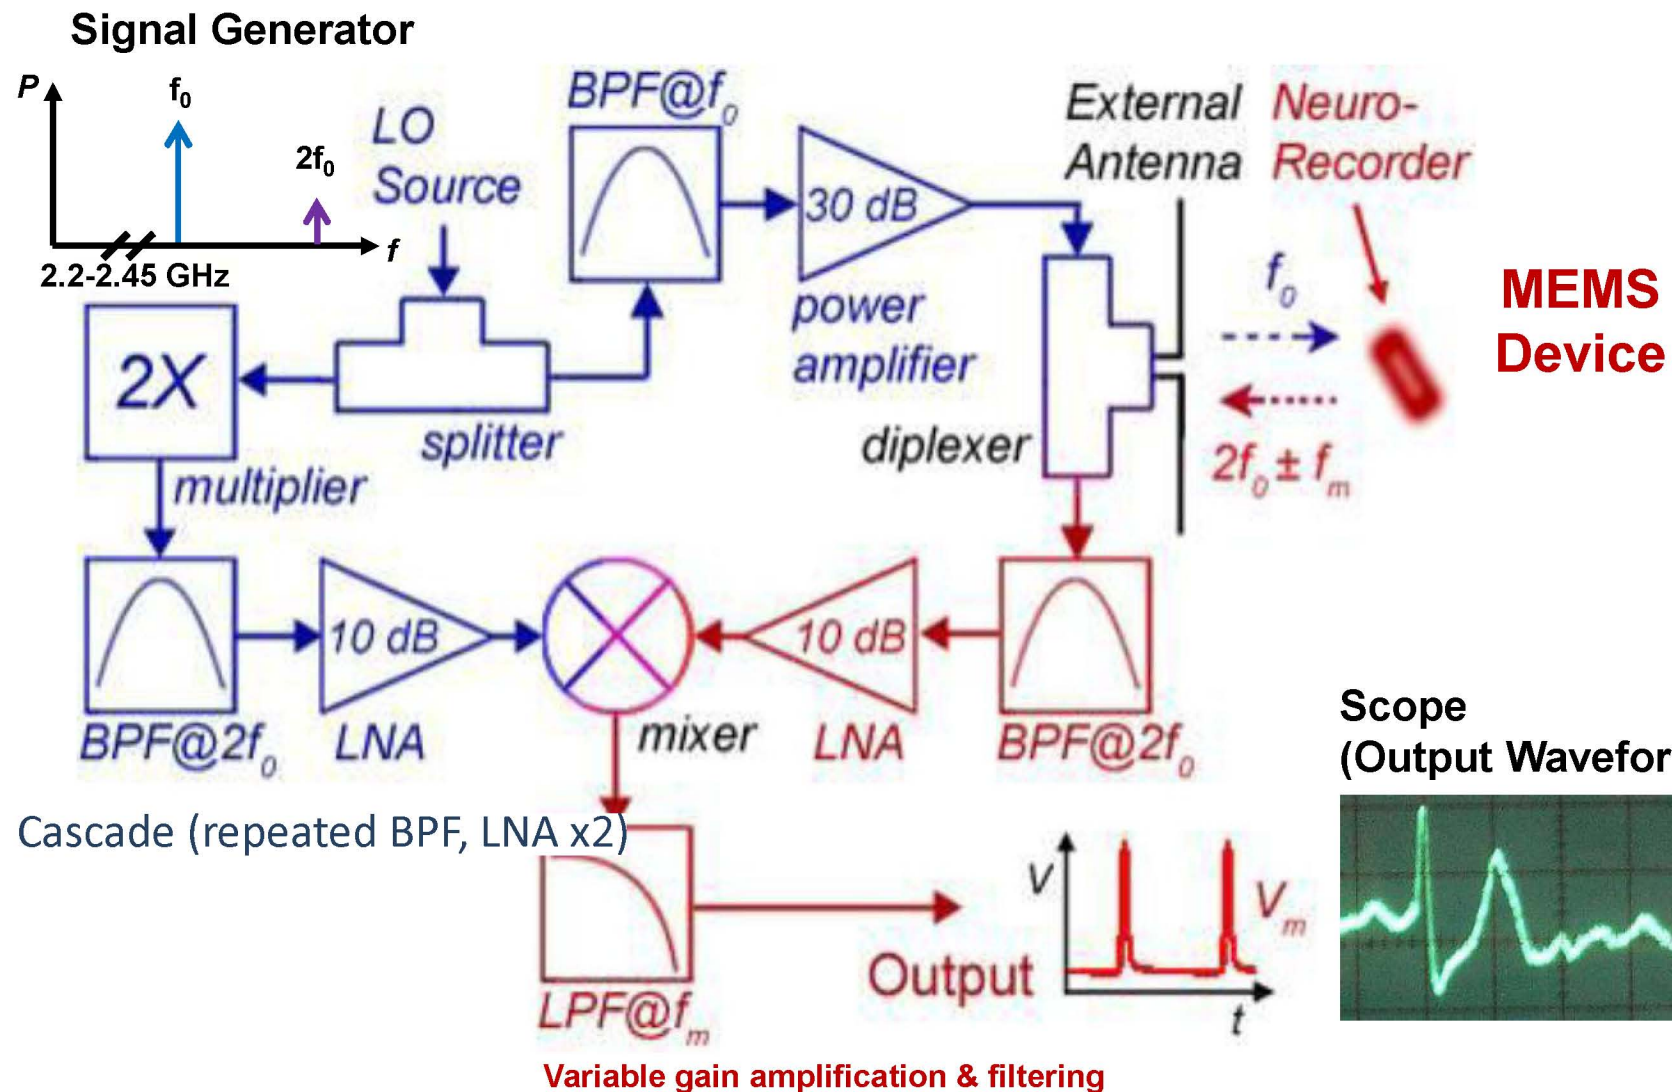 Signal Generator
P
f0
2f0
f
2.2-2.45 GHz
LO
Source
BPF@f0
30 dB
power
amplifier
External
Antenna
Neuro-
Recorder
f0
2f0 ± fm
MEMS
Device
2X
multiplier
splitter
diplexer
10 dB
10 dB
BPF@2f0
LNA
mixer
LNA
BPF@2f0
Scope
(Output Wavefor
Cascade (repeated BPF, LNA x2)
V
Vm
Output
t
LPF@fm
Variable gain amplification & filtering